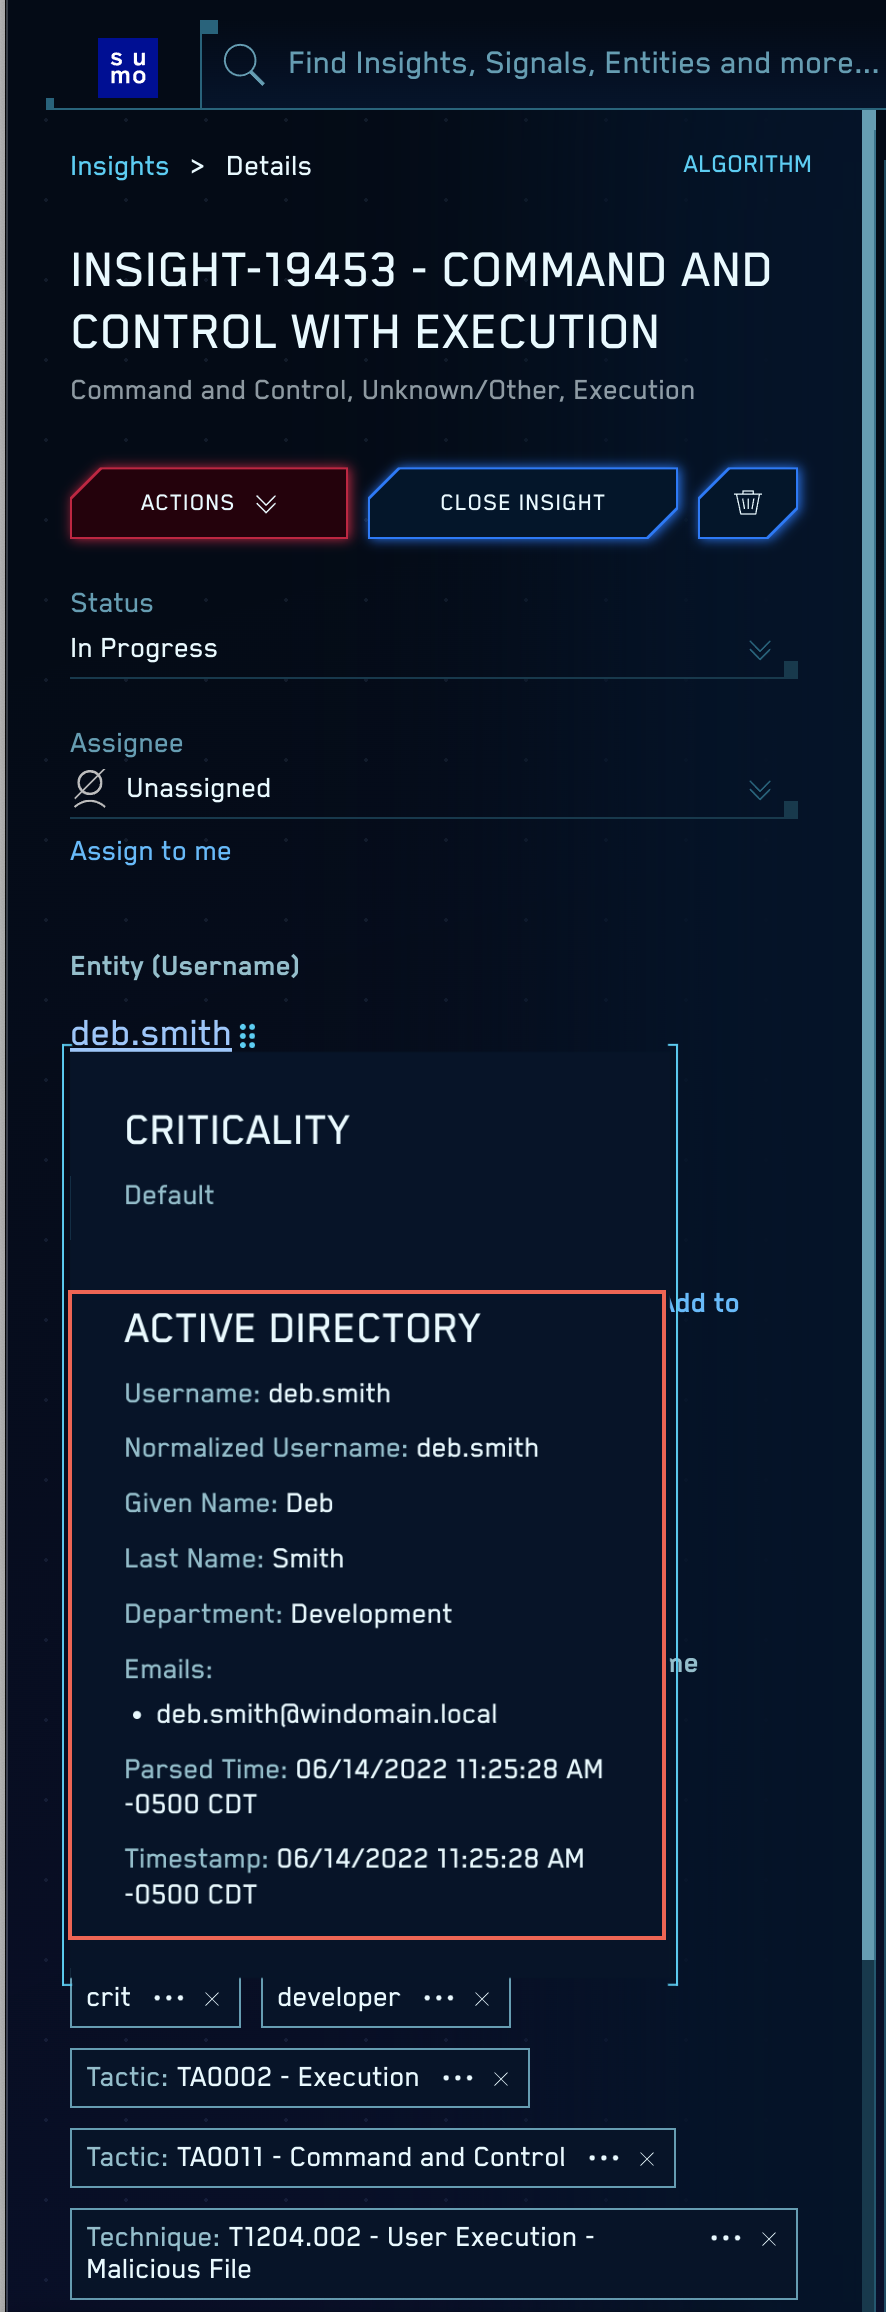 su
mo
Find Insights, Signals, Entities and more...
Insights > Details
ALGORITHM
INSIGHT-19453 - COMMAND AND
CONTROL WITH EXECUTION
Command and Control, Unknown/Other, Execution
ACTIONS
CLOSE INSIGHT
Status
In Progress
Assignee
Unassigned
Assign to me
Entity (Username)
deb.smith
CRITICALITY
Default
to
ACTIVE DIRECTORY
Username: deb.smith
Normalized Username: deb.smith
Given Name: Deb
Last Name: Smith
Department: Development
Emails:
• deb.smith@windomain.local
Parsed Time: 06/14/2022 11:25:28 AM
-0500 CDT
Timestamp: 06/14/2022 11:25:28 AM
-0500 CDT
crit ••• ×
developer ••• ×
Tactic: TA0002 - Execution ••• ×
Tactic: TA0011 - Command and Control ••• ×
Technique: T1204.002 - User Execution - ••• ×
Malicious File